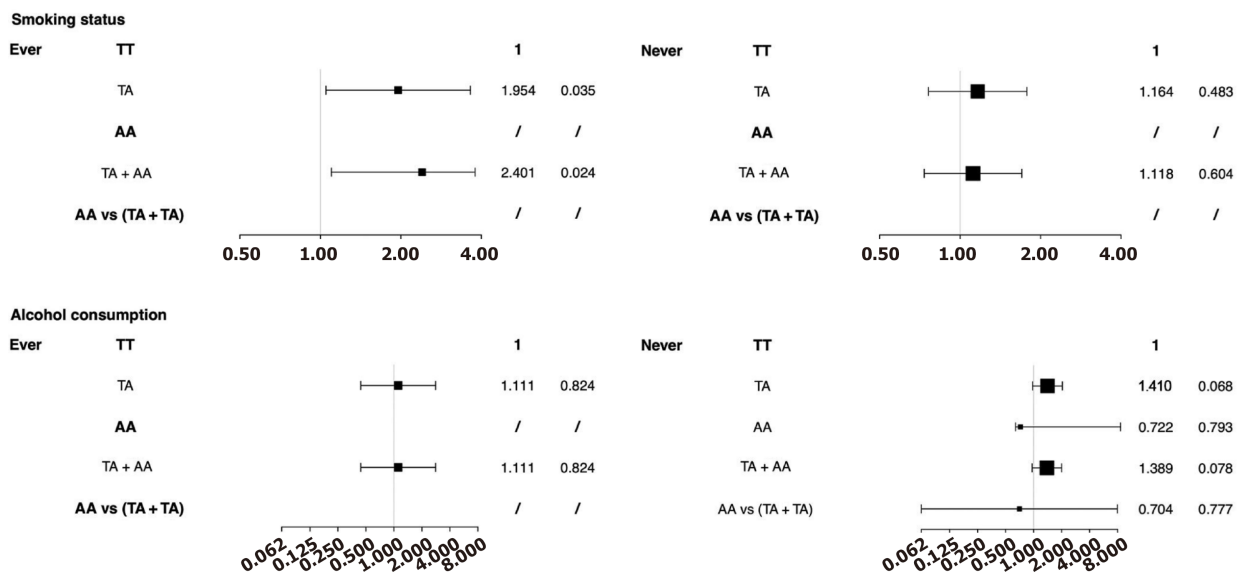 Smoking status
Ever TT 1
TA 1.954 0.035
AA / /
TA + AA 2.401 0.024
AA vs (TA + TA) / /
0.50 1.00 2.00 4.00
Never TT 1
TA 1.164 0.483
AA / /
TA + AA 1.118 0.604
AA vs (TA + TA) / /
0.50 1.00 2.00 4.00
Alcohol consumption
Ever TT 1
TA 1.111 0.824
AA / /
TA + AA 1.111 0.824
AA vs (TA + TA) / /
0.062 0.125 0.250 0.500 1.000 2.000 4.000 8.000
Never TT 1
TA 1.410 0.068
AA 0.722 0.793
TA + AA 1.389 0.078
AA vs (TA + TA) 0.704 0.777
0.062 0.125 0.250 0.500 1.000 2.000 4.000 8.000